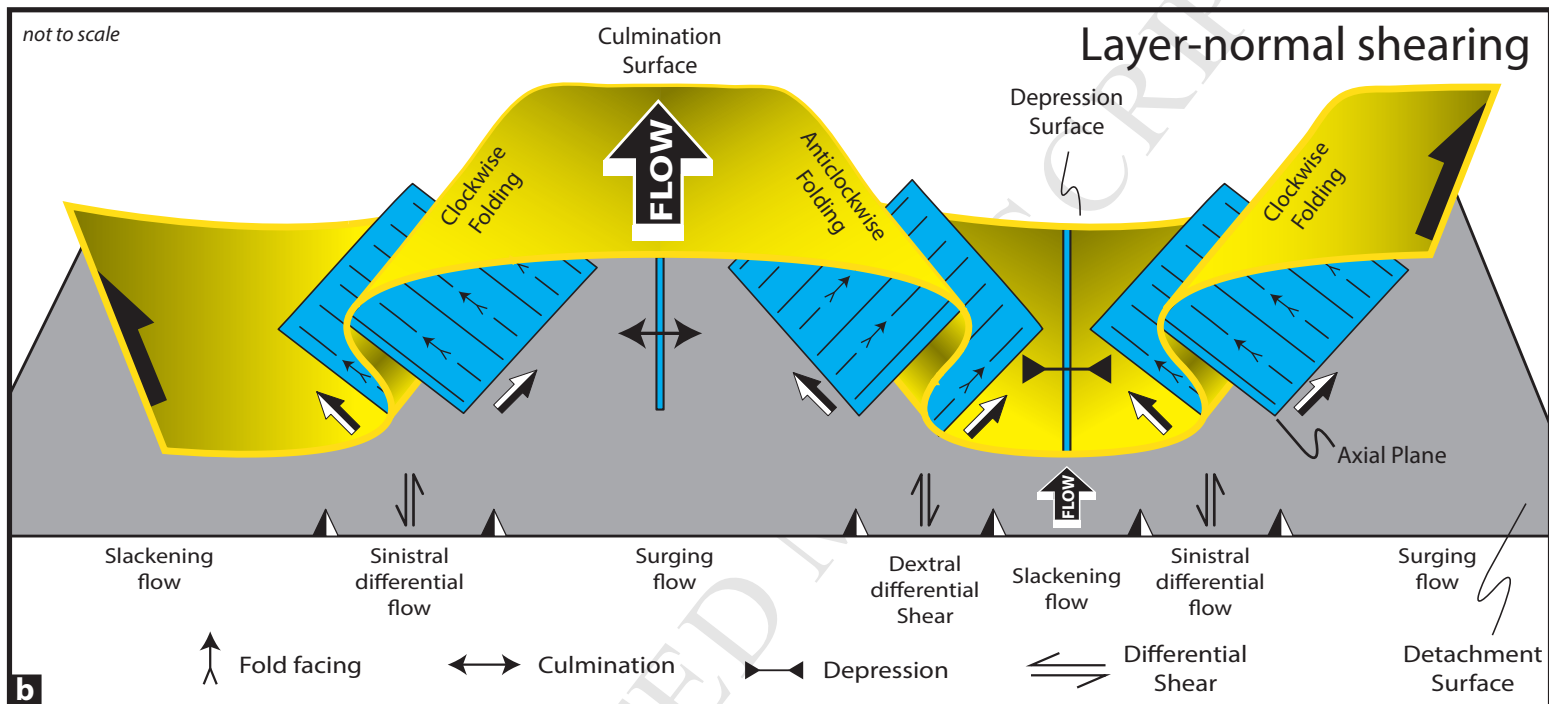 not to scale
Layer-normal shearing
Culmination
Surface
Depression
Surface
FLOW
Clockwise
Folding
Anticlockwise
Folding
Clockwise
Folding
Axial Plane
FLOW
Slackening
flow
Sinistral
differential
flow
Surging
flow
Dextral
differential
Shear
Slackening
flow
Sinistral
differential
flow
Surging
flow
Fold facing
Culmination
Depression
Differential
Shear
Detachment
Surface
b